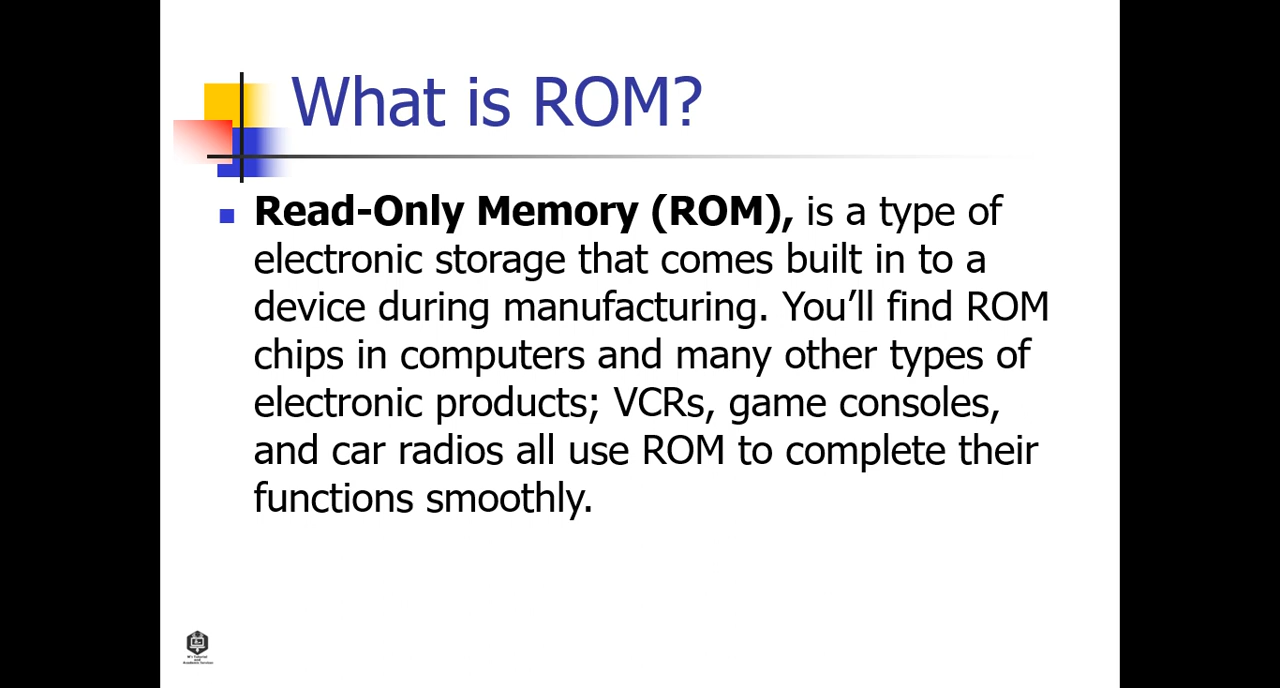 What is ROM?
Read-Only Memory (ROM), is a type of
electronic storage that comes built in to a
device during manufacturing. You’ll find ROM
chips in computers and many other types of
electronic products; VCRs, game consoles,
and car radios all use ROM to complete their
functions smoothly.